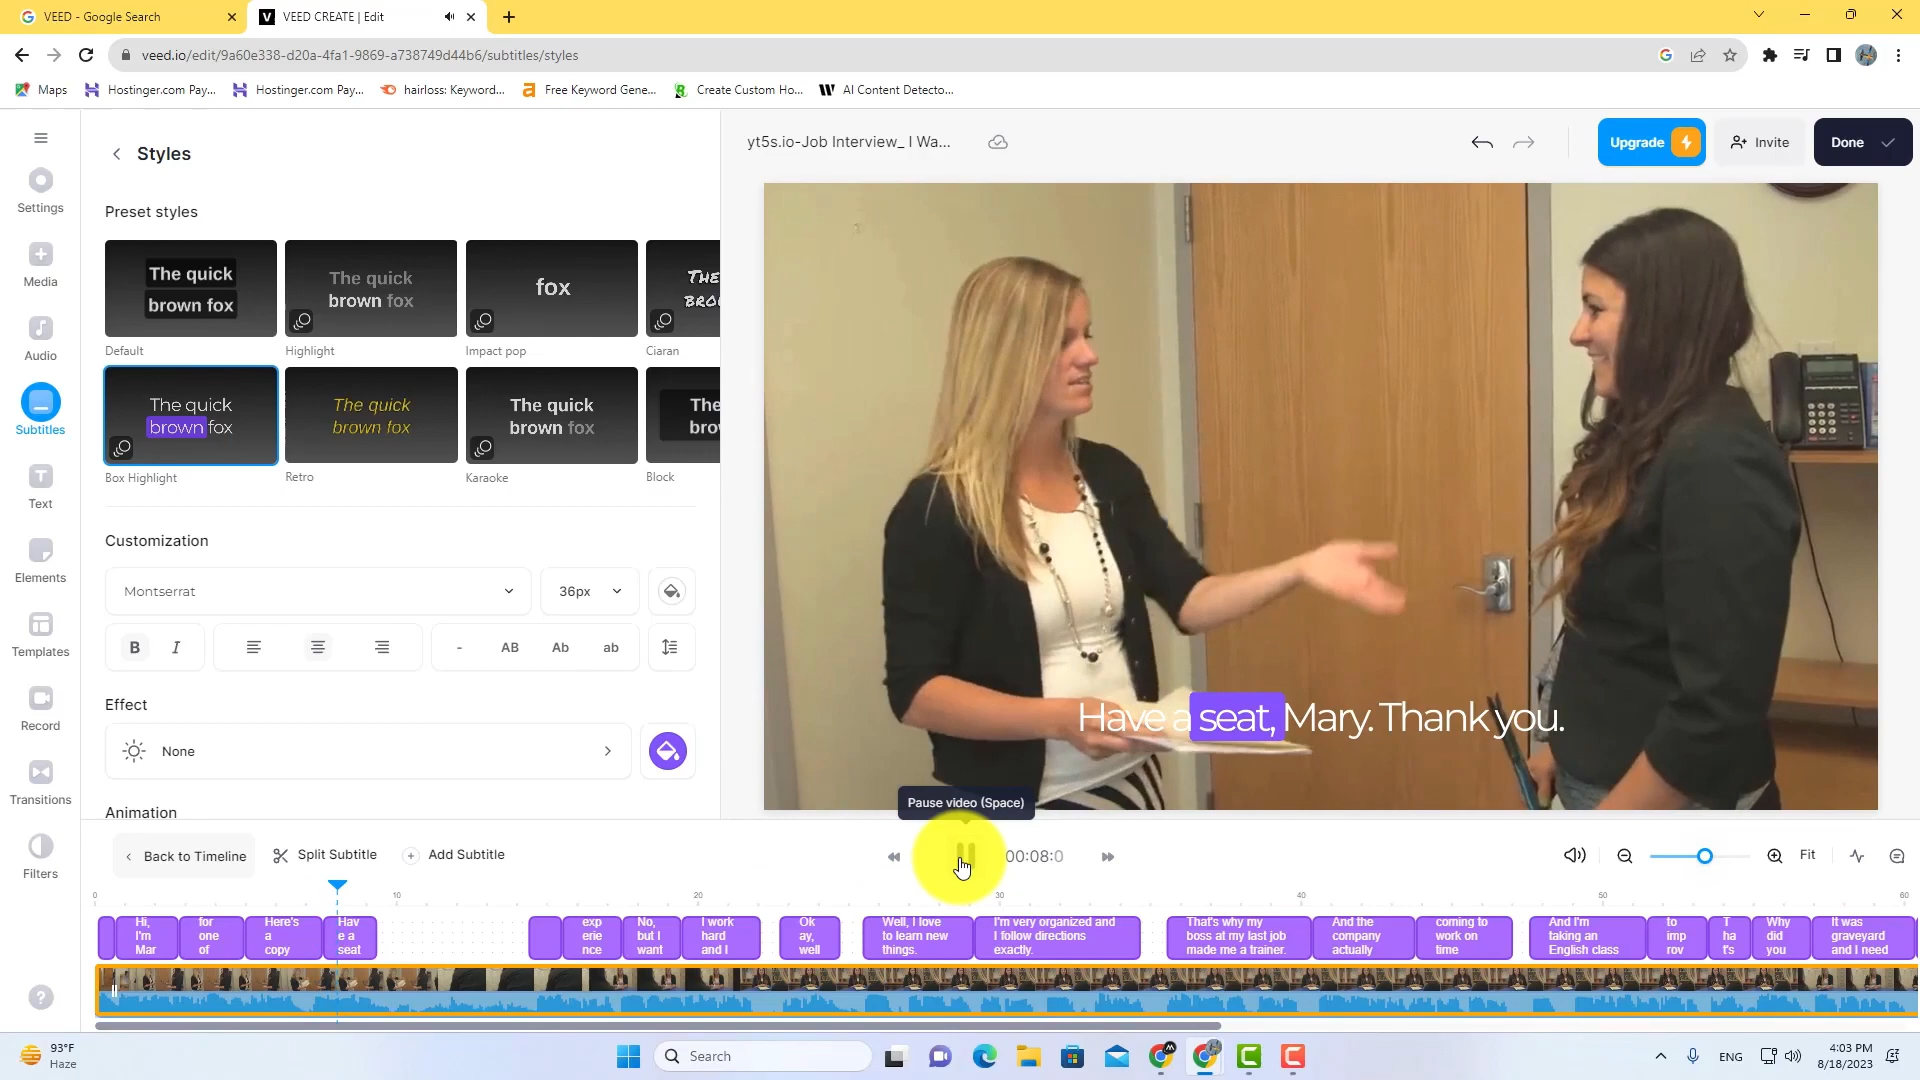 VEED - Google Search
VEED CREATE | Edit
veed.io/edit/9a60e338-d20a-4fa1-9869-a738749d44b6/subtitles/styles
Maps
Hostinger.com Pay...
Hostinger.com Pay...
hairloss: Keyword...
Free Keyword Gene...
Create Custom Ho...
AI Content Detecto...
Settings
Media
Audio
Subtitles
Text
Elements
Templates
Record
Transitions
Filters
Styles
Preset styles
The quick
brown fox
Default
The quick
brown fox
Highlight
fox
Impact pop
THE
BRO
Ciaran
The quick
brown fox
Box Highlight
The quick
brown fox
Retro
The quick
brown fox
Karaoke
The
brow
Block
Customization
Montserrat
36px
B I
- AB Ab ab
Effect
None
Animation
yt5s.io-Job Interview_ I Wa...
Upgrade
Invite
Done
Have a seat, Mary. Thank you.
Pause video (Space)
Back to Timeline
Split Subtitle
Add Subtitle
00:08:0
Fit
0 10 20 30 40 50 60
Hi,
I'm
Mar
for
one
of
Here's
a
copy
Hav
e a
seat
exp
erie
nce
No,
but I
want
I work
hard
and I
Ok
ay,
well
Well, I love
to learn new
things.
I'm very organized and
I follow directions
exactly.
That's why my
boss at my last job
made me a trainer.
And the
company
actually
coming to
work on
time
And I'm
taking an
English class
to
imp
rov
T
ha
t's
Why
did
you
It was
graveyard
and I need
93°F
Haze
Search
ENG
4:03 PM
8/18/2023